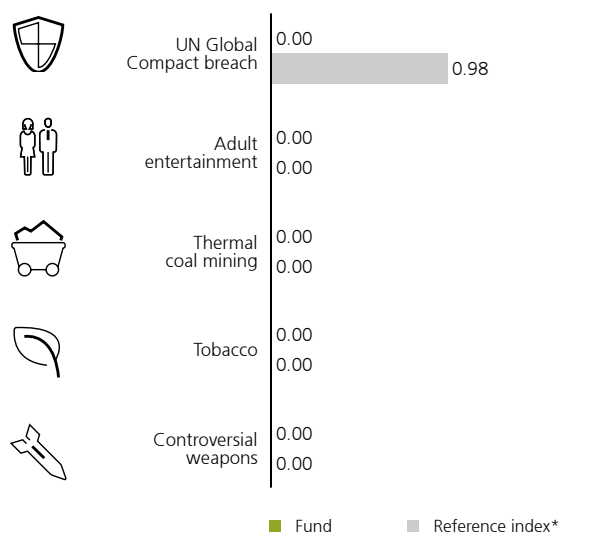 UN Global
Compact breach
0.00
0.98
Adult
entertainment
0.00
0.00
Thermal
coal mining
0.00
0.00
Tobacco
0.00
0.00
Controversial
weapons
0.00
0.00
Fund
Reference index*